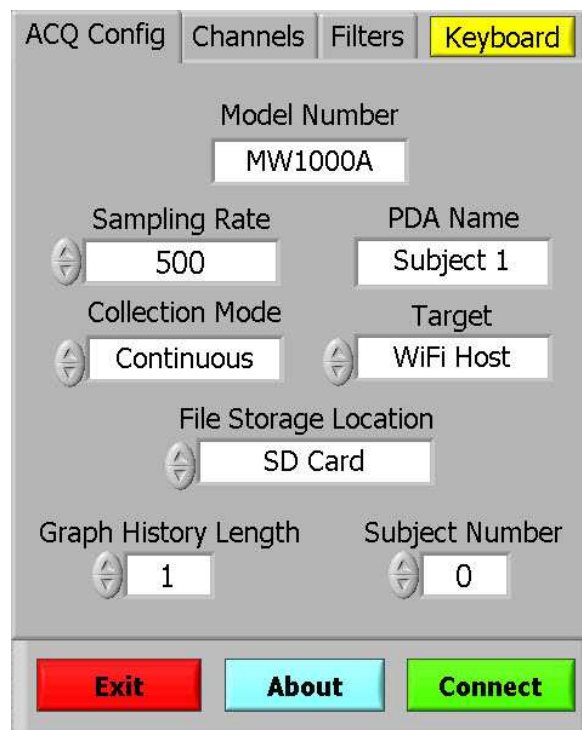 ACQ Config Channels Filters Keyboard
Model Number
MW1000A
Sampling Rate PDA Name
500 Subject 1
Collection Mode Target
Continuous WiFi Host
File Storage Location
SD Card
Graph History Length Subject Number
1 0
Exit About Connect